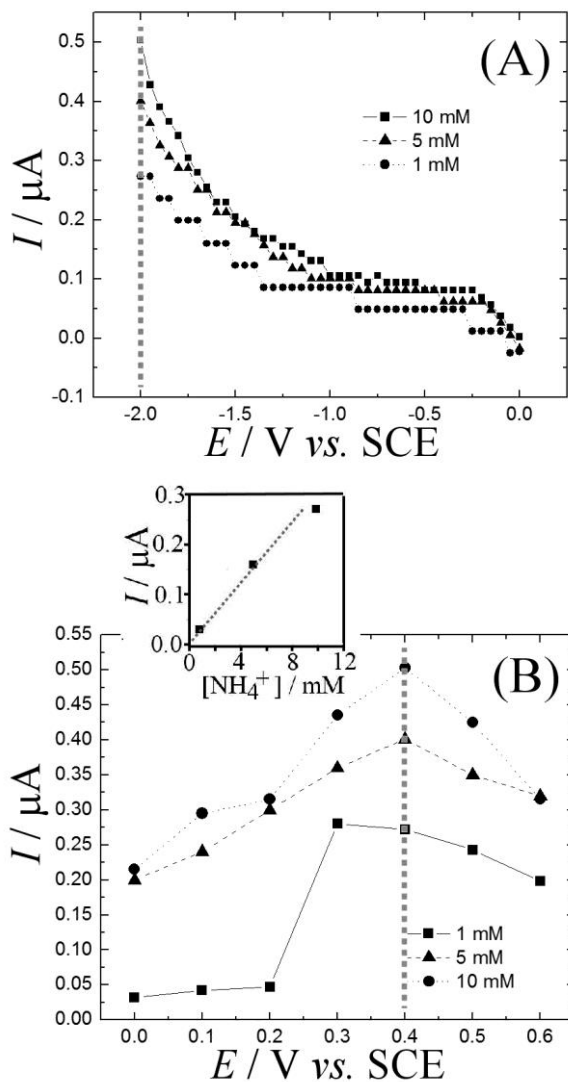 (A)
0.5
0.4
0.3
0.2
0.1
0.0
-0.1
I / μA
10 mM
5 mM
1 mM
-2.0 -1.5 -1.0 -0.5 0.0
E / V vs. SCE
0.3
0.2
0.1
0.0
I / μA
0 4 8 12
[NH₄⁺] / mM
(B)
0.55
0.50
0.45
0.40
0.35
0.30
0.25
0.20
0.15
0.10
0.05
0.00
I / μA
1 mM
5 mM
10 mM
0.0 0.1 0.2 0.3 0.4 0.5 0.6
E / V vs. SCE